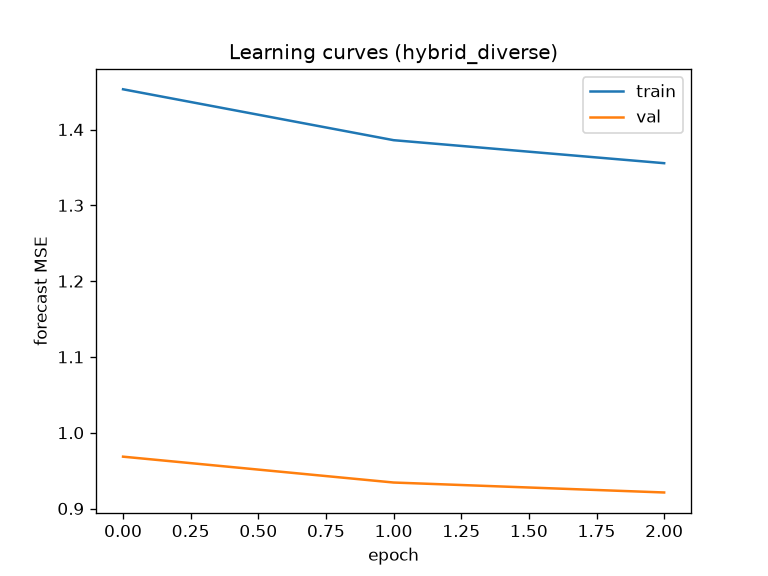 Learning curves (hybrid_diverse)
train
val
forecast MSE
1.4
1.3
1.2
1.1
1.0
0.9
0.00 0.25 0.50 0.75 1.00 1.25 1.50 1.75 2.00
epoch